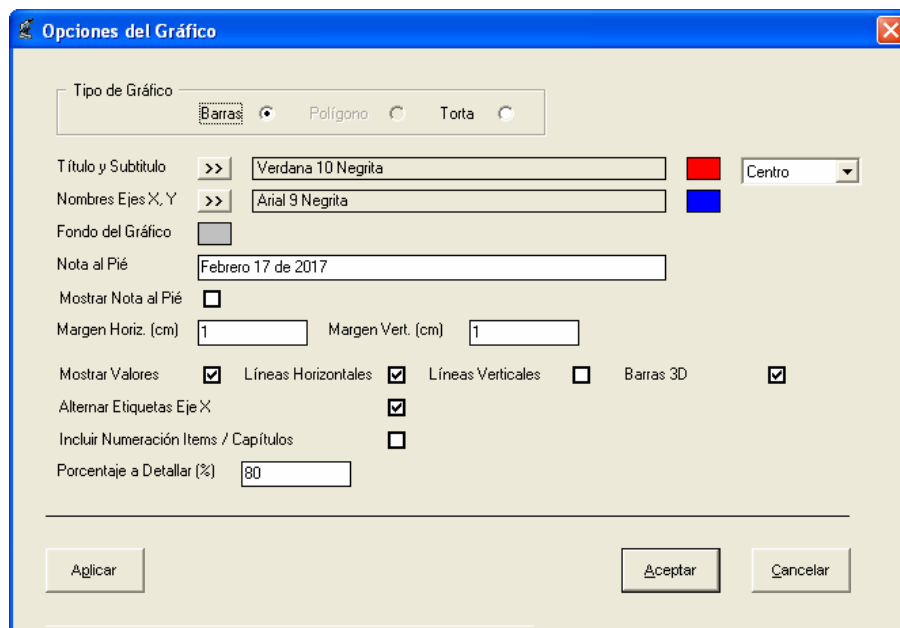 Opciones del Gráfico
Tipo de Gráfico
Barras Polígono Torta
Título y Subtitulo >> Verdana 10 Negrita Centro
Nombres Ejes X, Y >> Arial 9 Negrita
Fondo del Gráfico
Nota al Pié Febrero 17 de 2017
Mostrar Nota al Pié
Margen Horiz. (cm) 1 Margen Vert. (cm) 1
Mostrar Valores Líneas Horizontales Líneas Verticales Barras 3D
Alternar Etiquetas Eje X
Incluir Numeración Items / Capítulos
Porcentaje a Detallar (%) 80
Aplicar Aceptar Cancelar